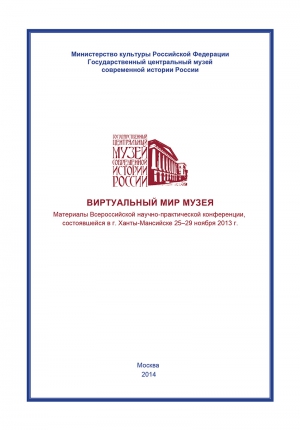 Министерство культуры Российской Федерации
Государственный центральный музей
современной истории России
ГОСУДАРСТВЕННЫЙ
ЦЕНТРАЛЬНЫЙ
МУЗЕЙ
СОВРЕМЕННОЙ
ИСТОРИИ
РОССИИ
ВИРТУАЛЬНЫЙ МИР МУЗЕЯ
Материалы Всероссийской научно-практической конференции,
состоявшейся в г. Ханты-Мансийске 25–29 ноября 2013 г.
Москва
2014